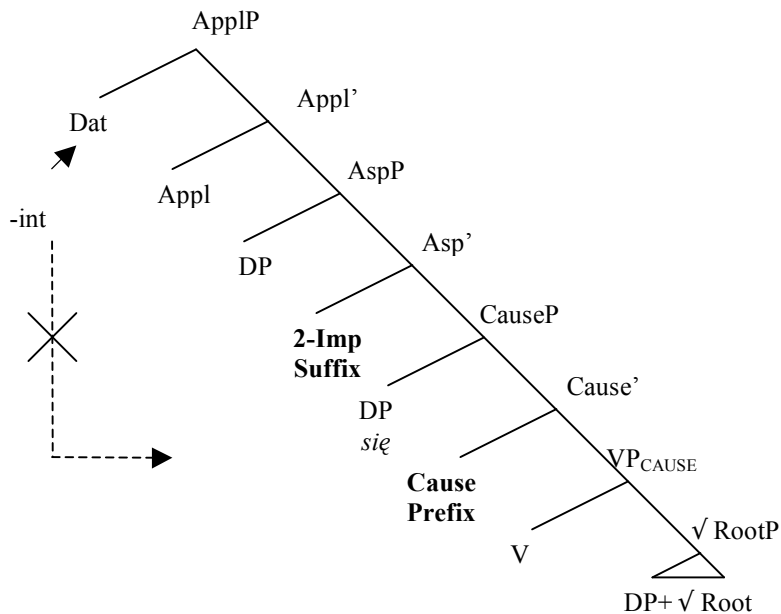 ApplP
Appl’
Dat
AspP
Appl
-int
Asp’
DP
CauseP
2-Imp
Suffix
Cause’
DP
się
VPCAUSE
Cause
Prefix
√ RootP
V
DP+ √ Root